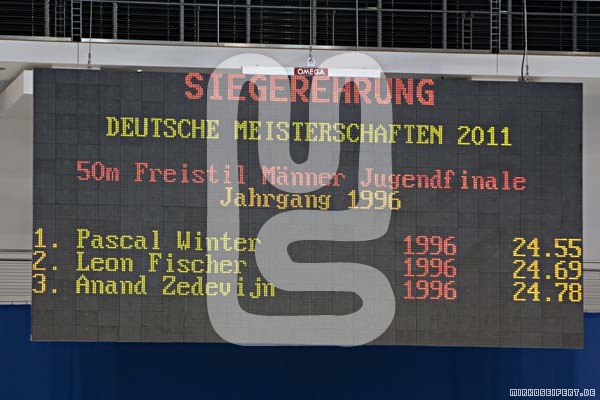 OMEGA
SIEGEREHRUNG
DEUTSCHE MEISTERSCHAFTEN 2011
50m Freistil Männer Jugendfinale
Jahrgang 1996
1. Pascal Winter 1996 24.55
2. Leon Fischer 1996 24.69
3. Anand Zedevijn 1996 24.78
MIRKOSEIFERT.DE